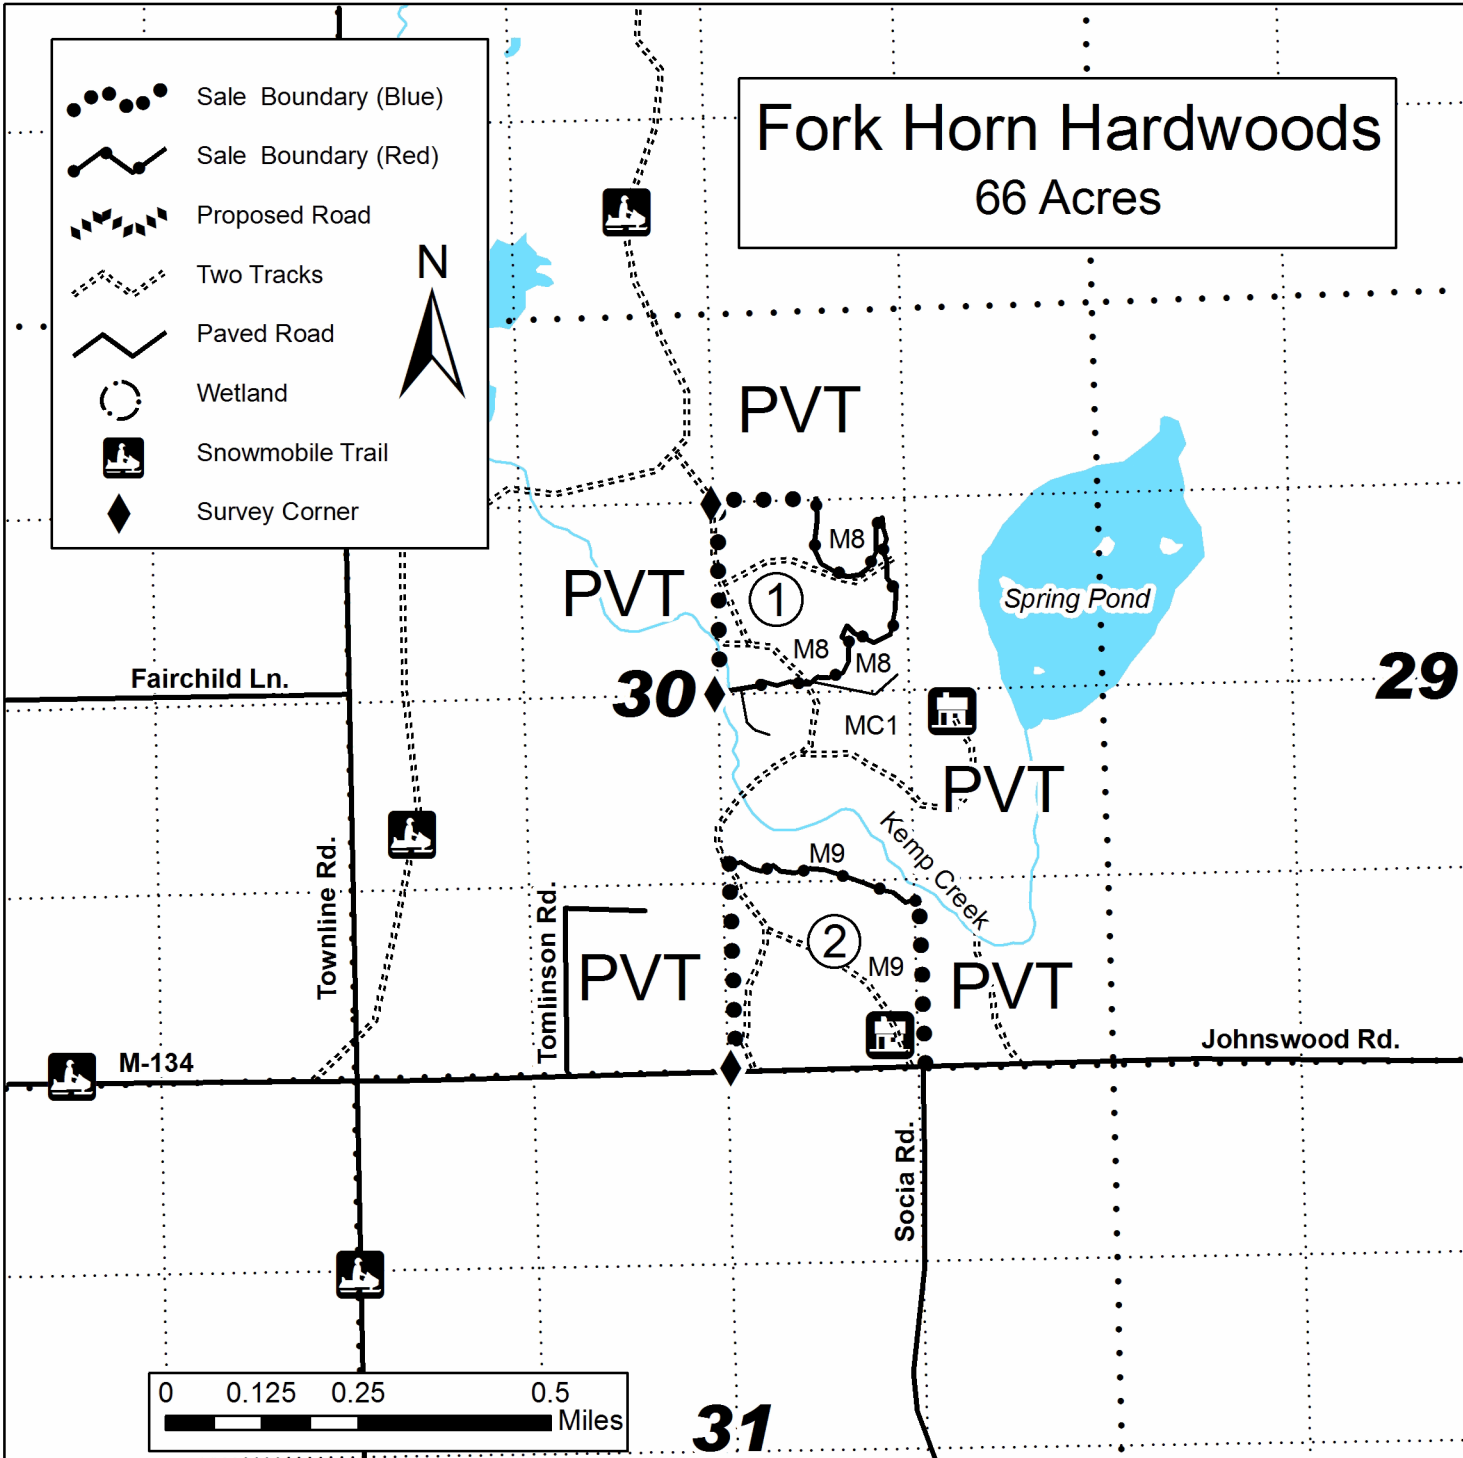 Sale Boundary (Blue)
Sale Boundary (Red)
Proposed Road
Two Tracks
Paved Road
Wetland
Snowmobile Trail
Survey Corner
N
Fork Horn Hardwoods
66 Acres
PVT
M8
PVT
1
Spring Pond
M8
M8
Fairchild Ln.
30
29
MC1
PVT
Kemp Creek
M9
Townline Rd.
Tomlinson Rd.
2
M9
PVT
PVT
Johnswood Rd.
M-134
Socia Rd.
0 0.125 0.25 0.5
Miles
31